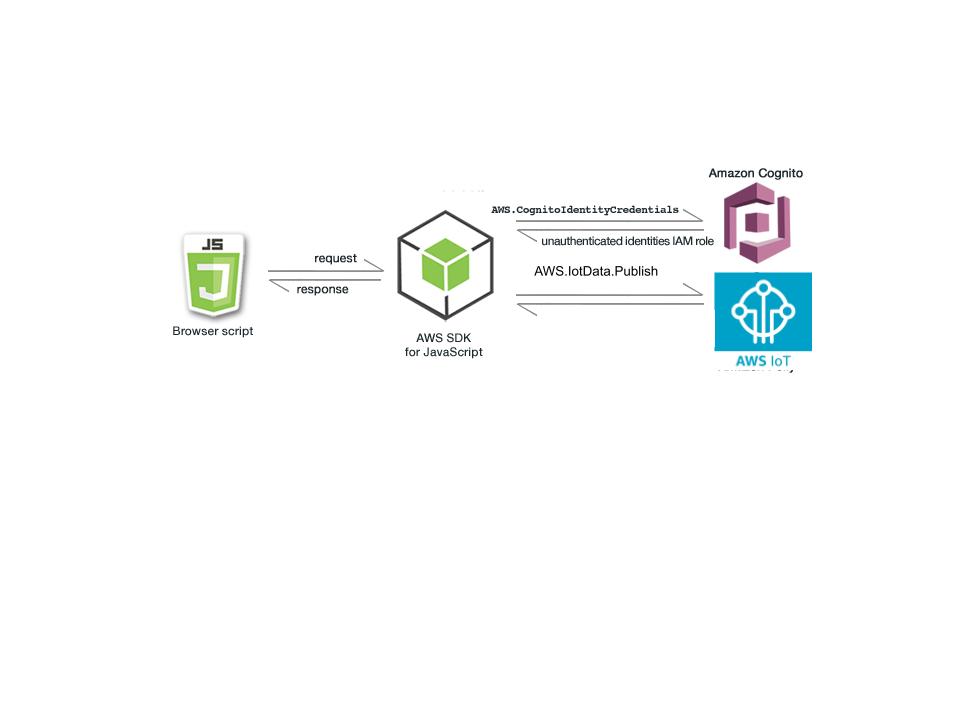 Amazon Cognito
AWS.CognitoIdentityCredentials
unauthenticated identities IAM role
JS
request
AWS.IotData.Publish
response
Browser script
AWS SDK
for JavaScript
AWS IoT